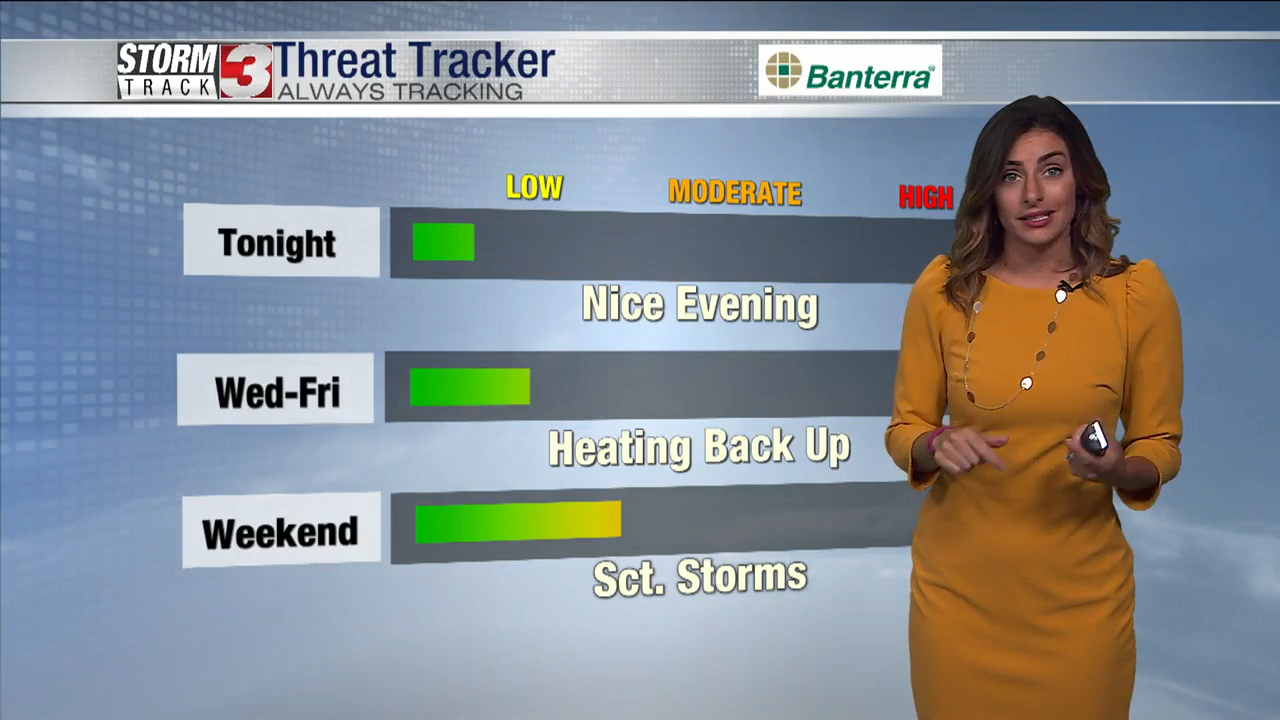 STORM
TRACK
3
Threat Tracker
ALWAYS TRACKING
Banterra®
LOW
MODERATE
HIGH
Tonight
Nice Evening
Wed-Fri
Heating Back Up
Weekend
Sct. Storms